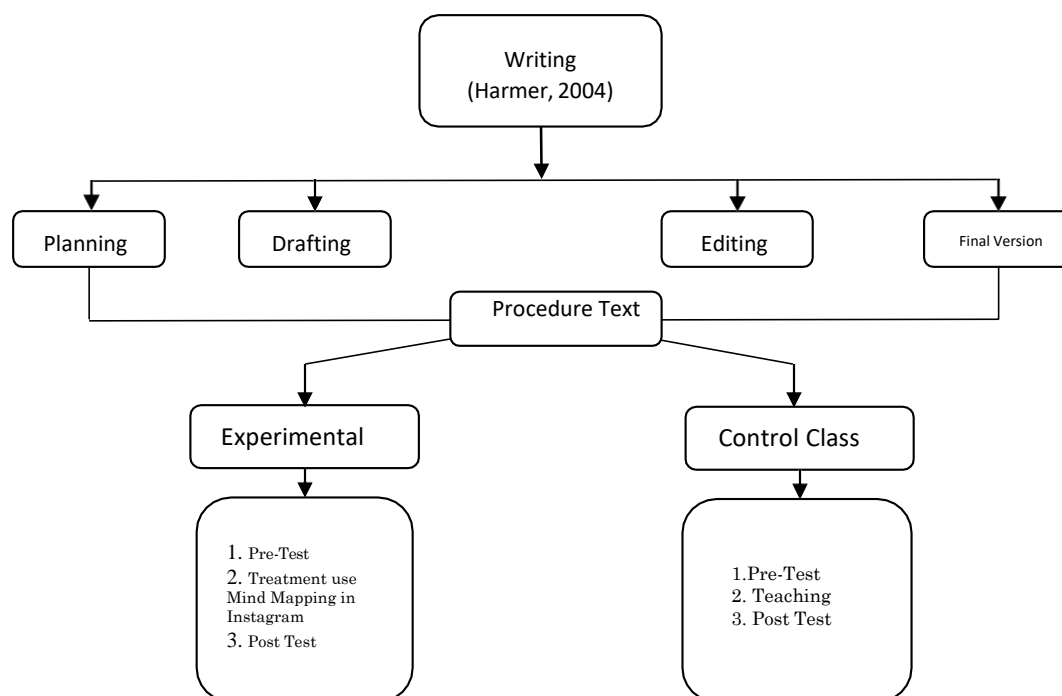 Writing
(Harmer, 2004)
Planning
Drafting
Editing
Final Version
Procedure Text
Experimental
Control Class
1. Pre-Test
2. Treatment use
Mind Mapping in
Instagram
3. Post Test
1.Pre-Test
2. Teaching
3. Post Test